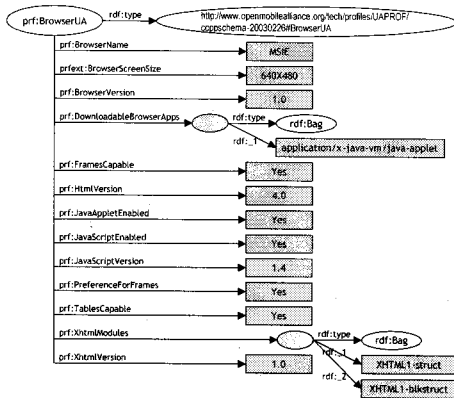 prf:BrowserUA
rdf:type
http://www.openmobilealliance.org/tech/profiles/UAPROF/
ccppschema-20030226#BrowserUA
prf:BrowserName
MSIE
prfext:BrowserScreenSize
640X480
prf:BrowserVersion
1.0
prf:DownloadableBrowserApps
rdf:type
rdf:Bag
rdf:_1
application/x-java-vm/java-applet
prf:FramesCapable
Yes
prf:HtmlVersion
4.0
prf:JavaAppletEnabled
Yes
prf:JavaScriptEnabled
Yes
prf:JavaScriptVersion
1.4
prf:PreferenceForFrames
Yes
prf:TablesCapable
Yes
prf:XhtmlModules
rdf:type
rdf:Bag
rdf:_1
XHTML1-struct
prf:XhtmlVersion
1.0
rdf:_2
XHTML1-blkstruct